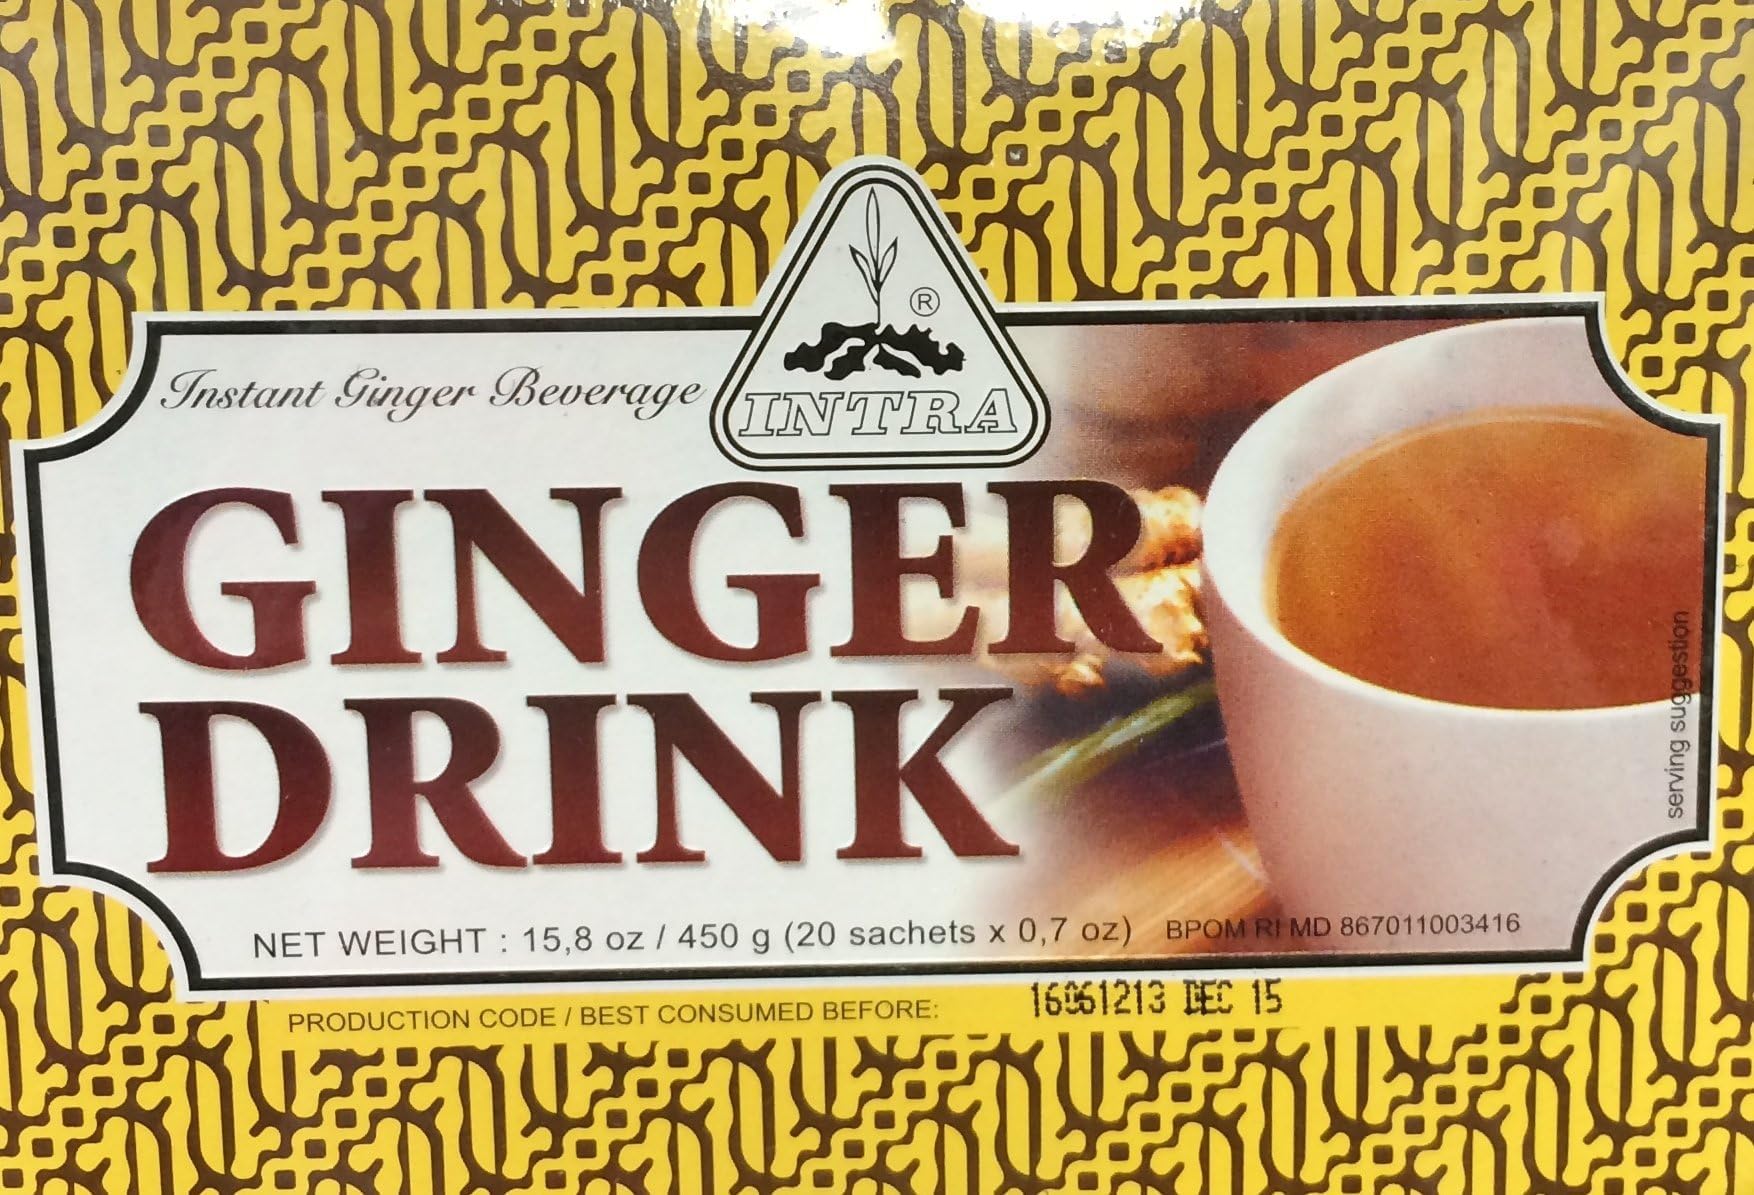 ®
INTRA
Instant Ginger Beverage
GINGER
DRINK
serving suggestion
NET WEIGHT : 15,8 oz / 450 g (20 sachets x 0,7 oz) BPOM RI MD 867011003416
PRODUCTION CODE / BEST CONSUMED BEFORE: 16061213 DEC 15